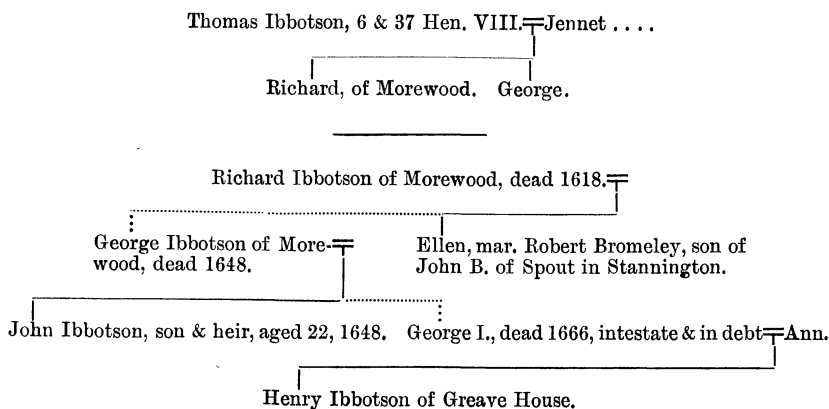 Thomas Ibbotson, 6 & 37 Hen. VIII.=Jennet ....
Richard, of Morewood. George.
Richard Ibbotson of Morewood, dead 1618.=
George Ibbotson of More-=
wood, dead 1648.
Ellen, mar. Robert Bromeley, son of
John B. of Spout in Stannington.
John Ibbotson, son & heir, aged 22, 1648. George I., dead 1666, intestate & in debt=Ann.
Henry Ibbotson of Greave House.